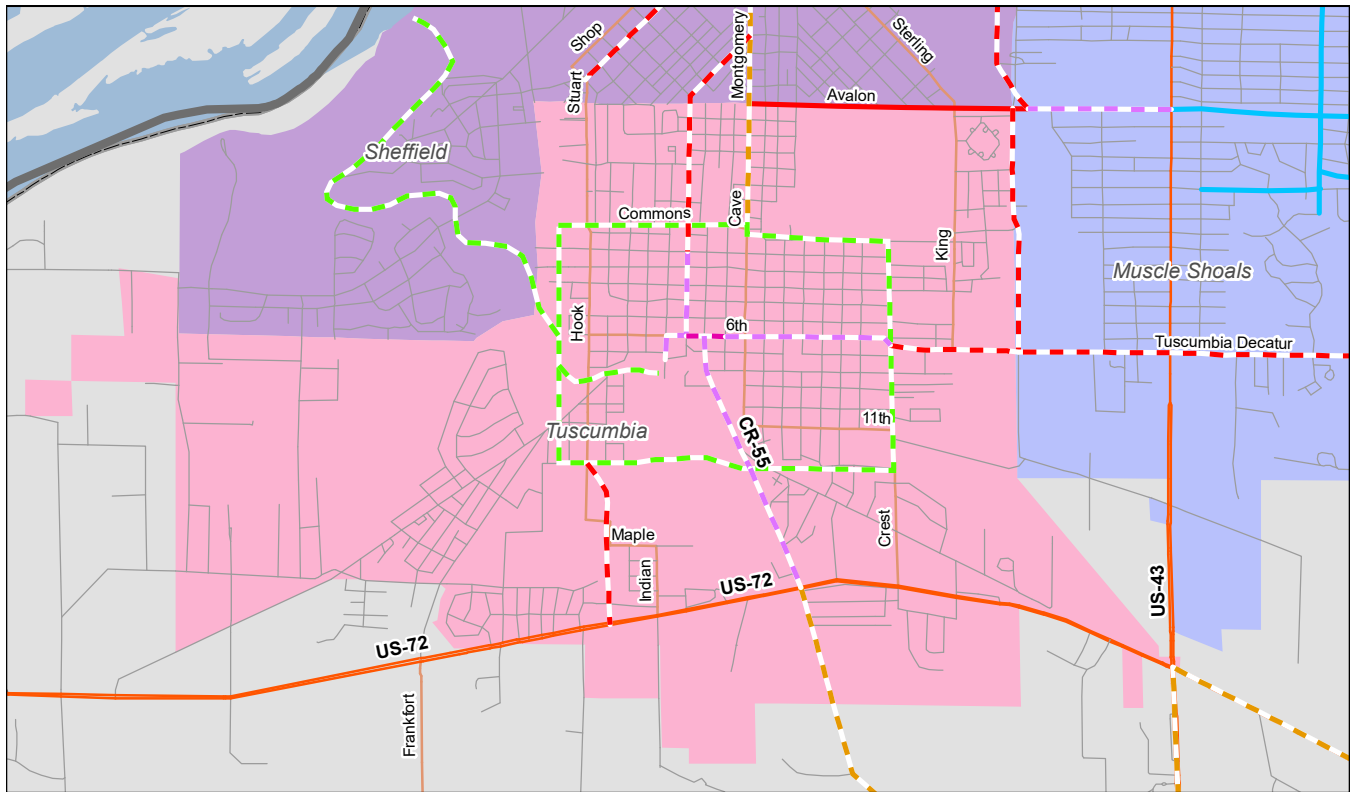 Shop
Montgomery
Sterling
Stuart
Avalon
Sheffield
Commons
Cave
King
Muscle Shoals
Hook
6th
Tuscumbia Decatur
11th
Tuscumbia
CR-55
Crest
Maple
Indian
US-72
US-43
US-72
Frankfort